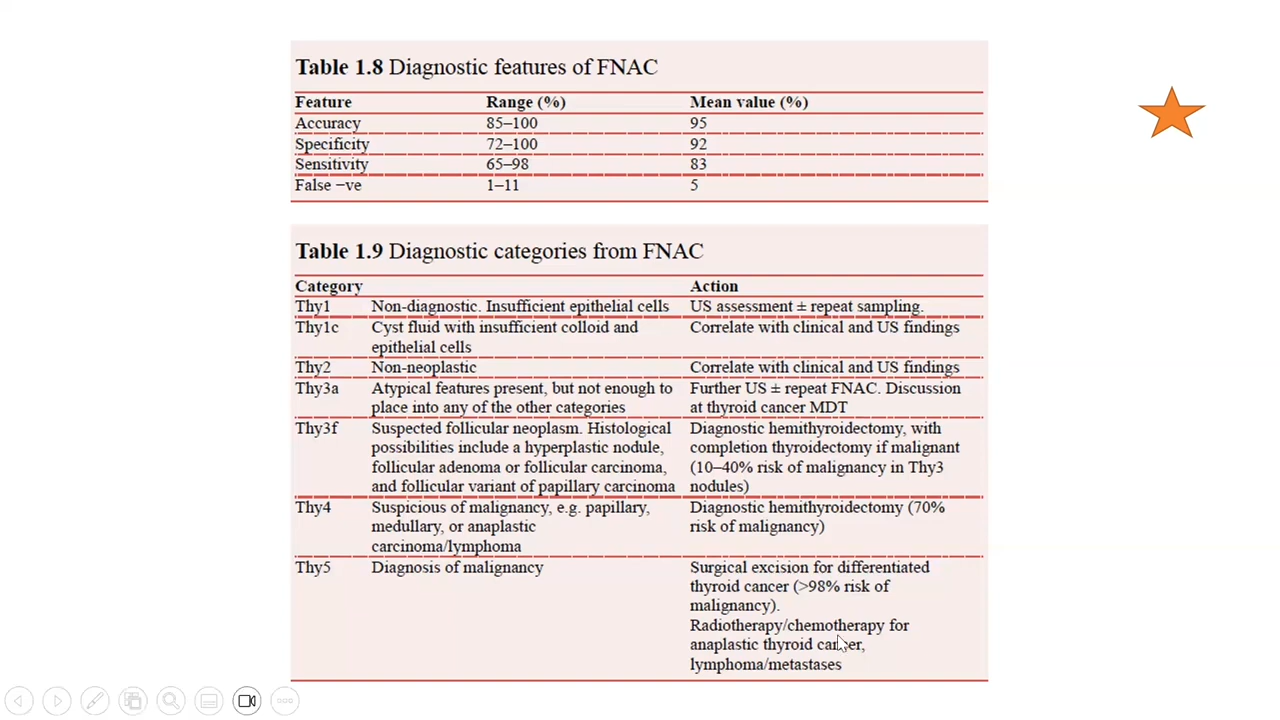 Table 1.8 Diagnostic features of FNAC
Feature Range (%) Mean value (%)
Accuracy 85–100 95
Specificity 72–100 92
Sensitivity 65–98 83
False −ve 1–11 5
Table 1.9 Diagnostic categories from FNAC
Category Action
Thy1 Non-diagnostic. Insufficient epithelial cells US assessment ± repeat sampling.
Thy1c Cyst fluid with insufficient colloid and Correlate with clinical and US findings
epithelial cells
Thy2 Non-neoplastic Correlate with clinical and US findings
Thy3a Atypical features present, but not enough to Further US ± repeat FNAC. Discussion
place into any of the other categories at thyroid cancer MDT
Thy3f Suspected follicular neoplasm. Histological Diagnostic hemithyroidectomy, with
possibilities include a hyperplastic nodule, completion thyroidectomy if malignant
follicular adenoma or follicular carcinoma, (10–40% risk of malignancy in Thy3
and follicular variant of papillary carcinoma nodules)
Thy4 Suspicious of malignancy, e.g. papillary, Diagnostic hemithyroidectomy (70%
medullary, or anaplastic risk of malignancy)
carcinoma/lymphoma
Thy5 Diagnosis of malignancy Surgical excision for differentiated
thyroid cancer (>98% risk of
malignancy).
Radiotherapy/chemotherapy for
anaplastic thyroid cancer,
lymphoma/metastases